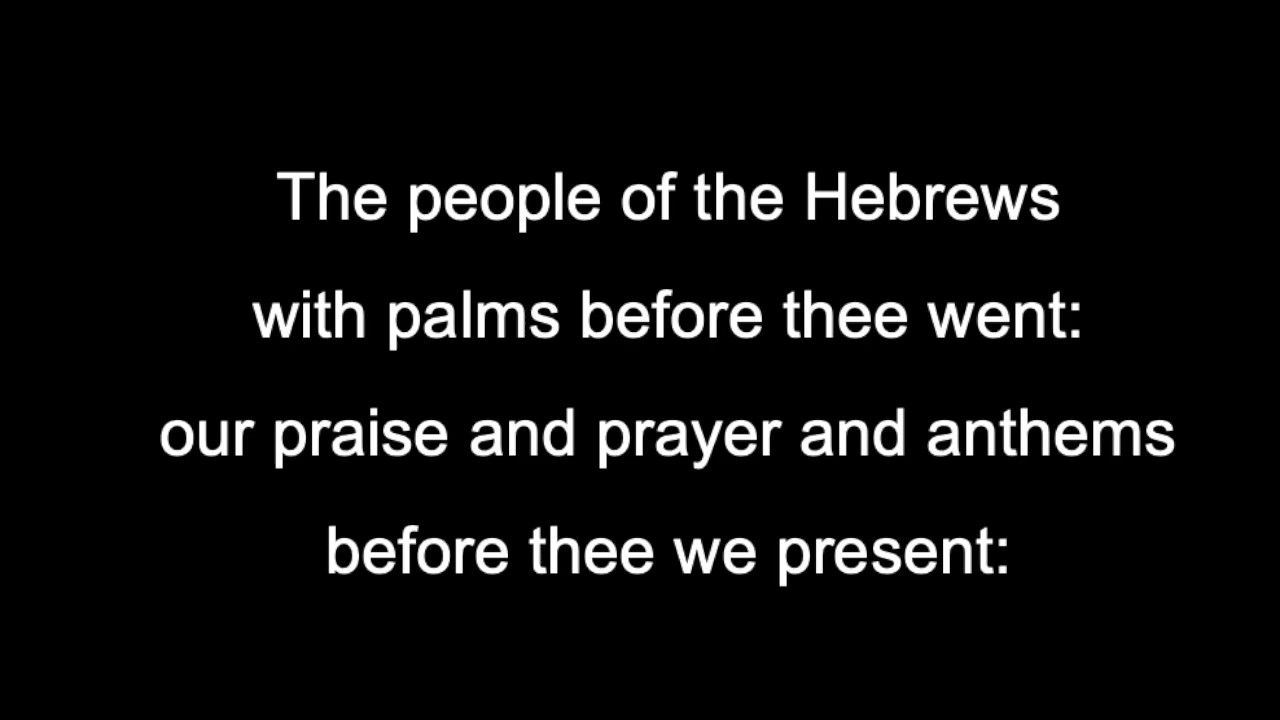 The people of the Hebrews
with palms before thee went:
our praise and prayer and anthems
before thee we present: